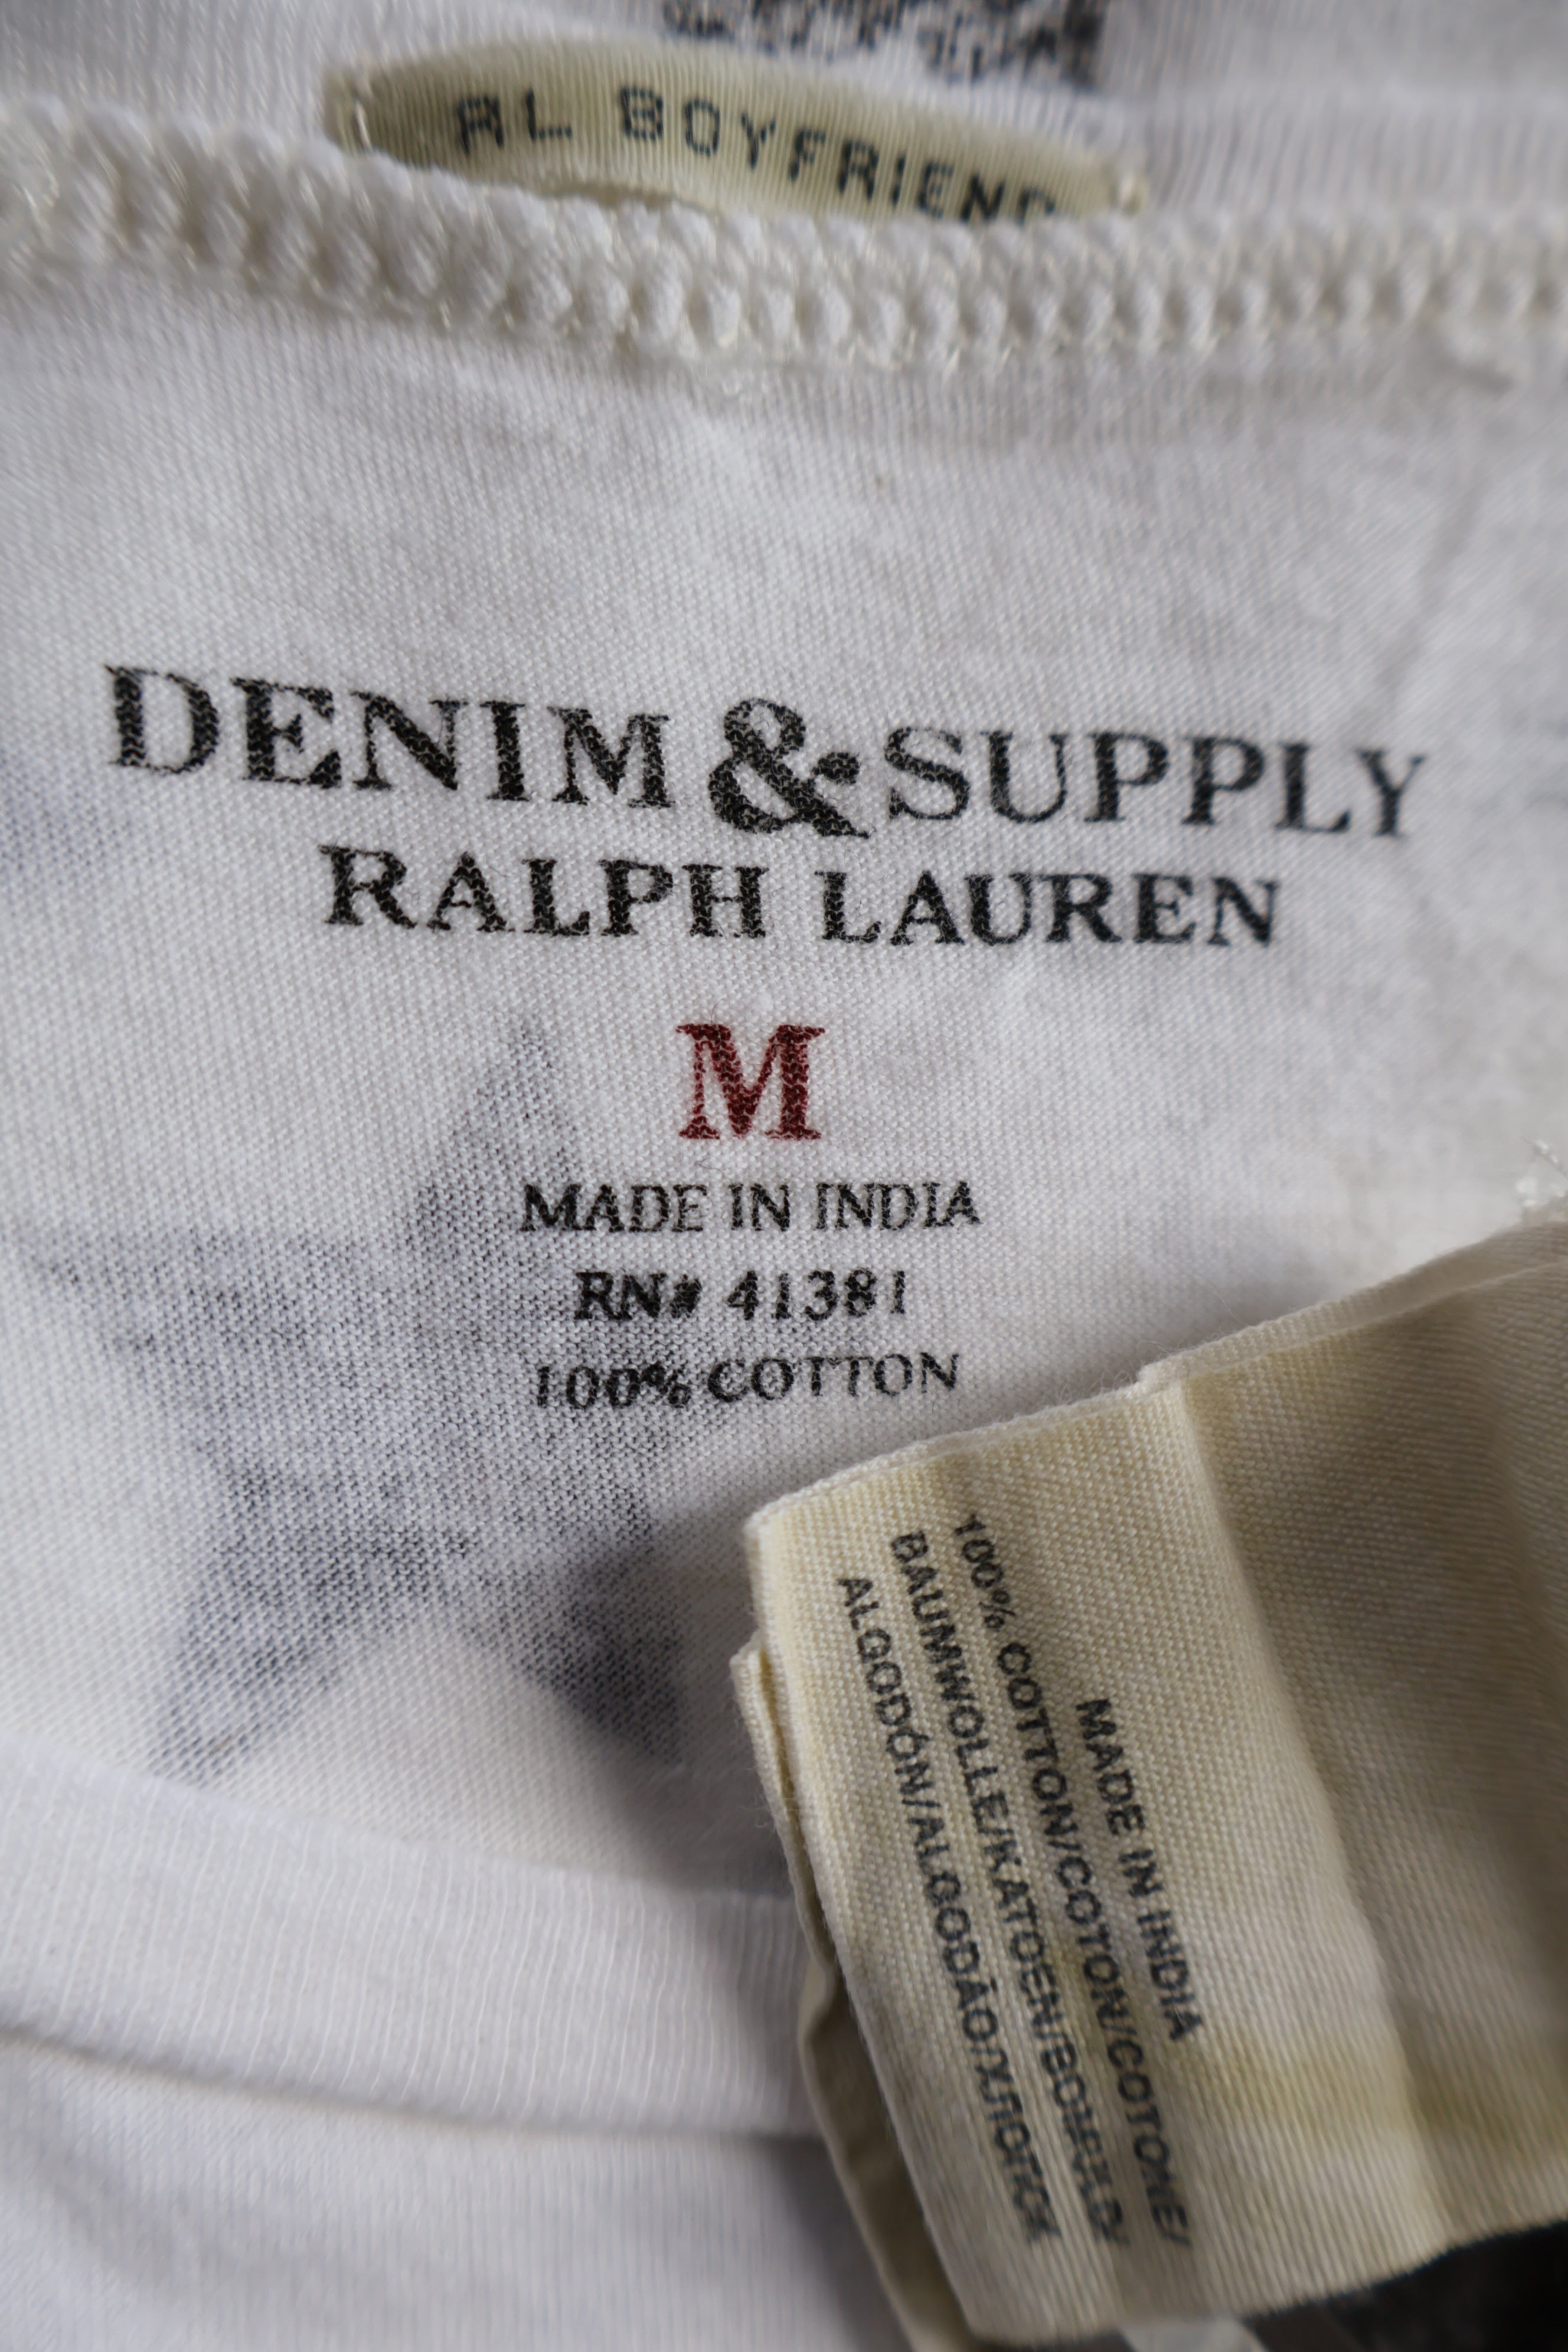 RL BOYFRIEND
DENIM & SUPPLY
RALPH LAUREN
M
MADE IN INDIA
RN# 41381
100% COTTON
MADE IN INDIA
100% COTTON/COTON/COTONE/
BAUMWOLLE/KATOEN/BOMULD/
ALGODÓN/ALGODÃO/ХЛОПОК